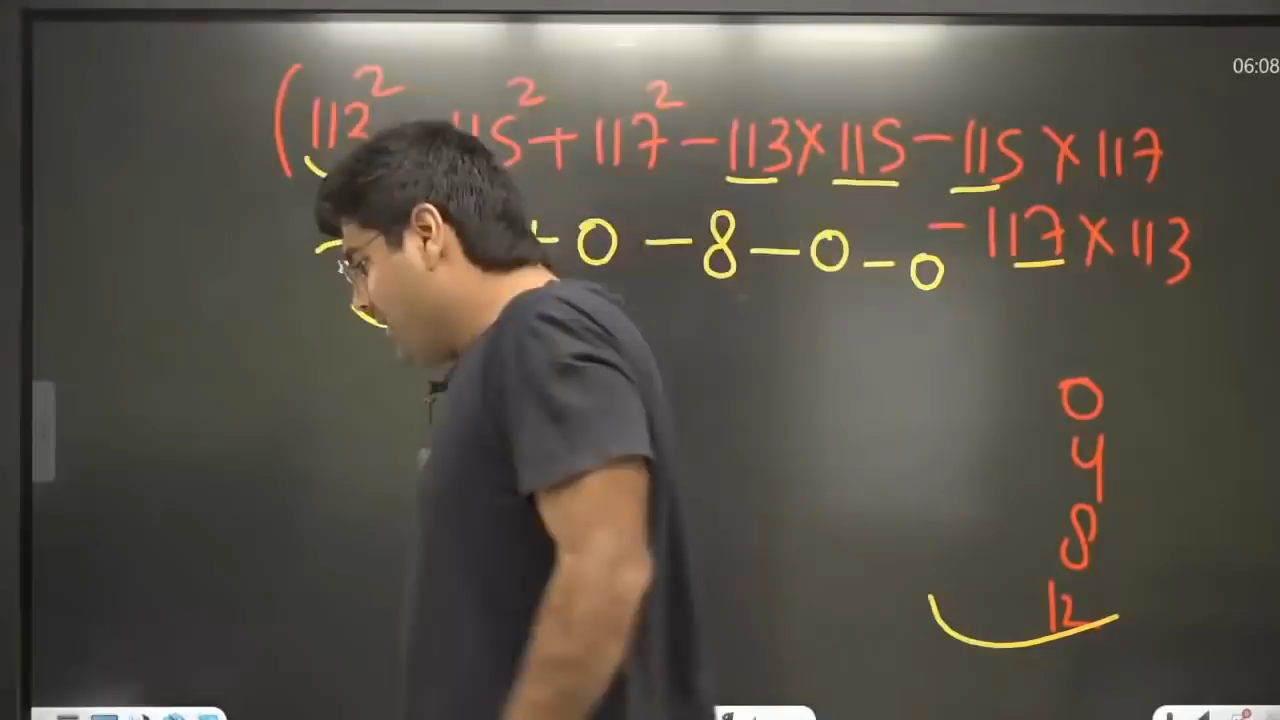 06:08
(112² 115² + 117² - 113 × 115 - 115 × 117
- 0 - 8 - 0 - 0 - 117 × 113
0
4
8
12